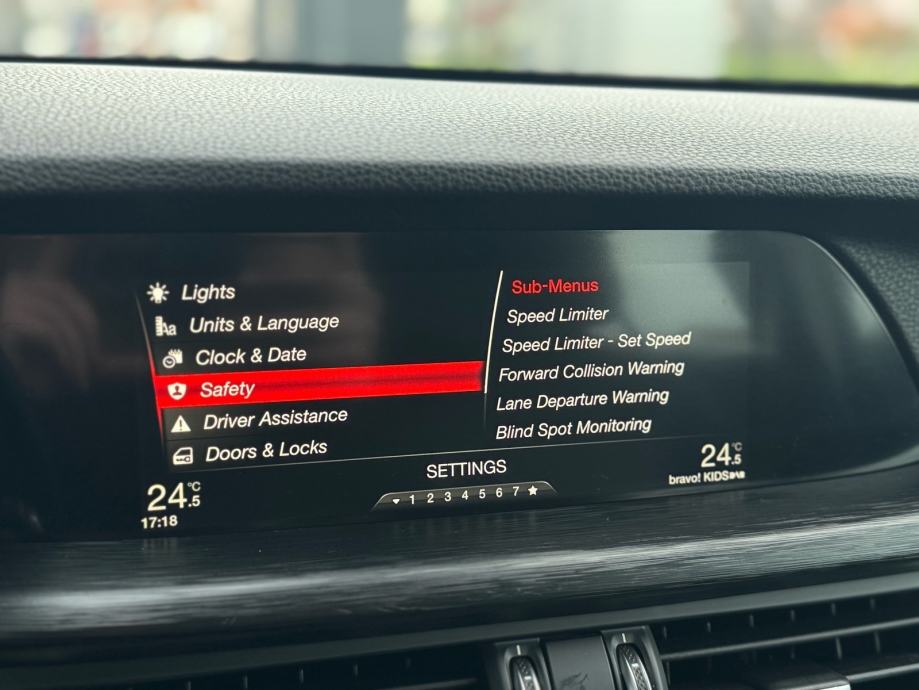 Lights
Units & Language
Clock & Date
Safety
Driver Assistance
Doors & Locks
Sub-Menus
Speed Limiter
Speed Limiter - Set Speed
Forward Collision Warning
Lane Departure Warning
Blind Spot Monitoring
SETTINGS
1 2 3 4 5 6 7
24.5°C
17:18
24.5°C
bravo! KIDS